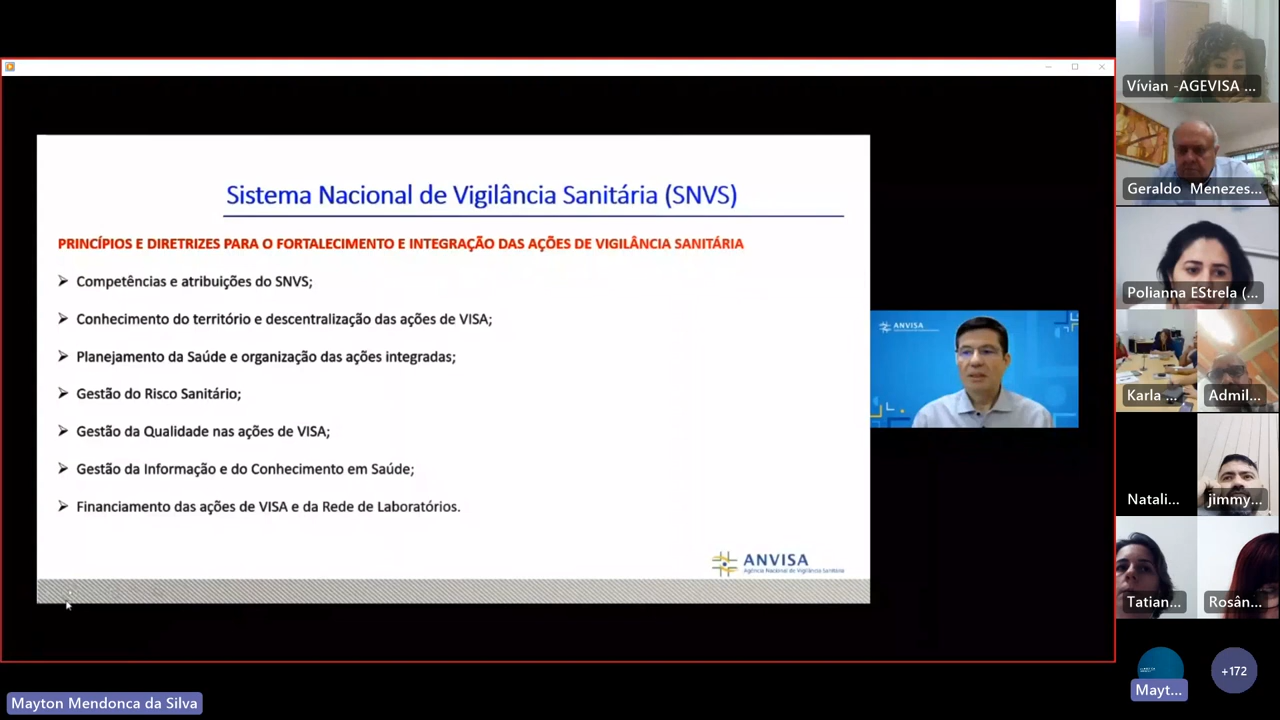 Sistema Nacional de Vigilância Sanitária (SNVS)
PRINCÍPIOS E DIRETRIZES PARA O FORTALECIMENTO E INTEGRAÇÃO DAS AÇÕES DE VIGILÂNCIA SANITÁRIA
Competências e atribuições do SNVS;
Conhecimento do território e descentralização das ações de VISA;
Planejamento da Saúde e organização das ações integradas;
Gestão do Risco Sanitário;
Gestão da Qualidade nas ações de VISA;
Gestão da Informação e do Conhecimento em Saúde;
Financiamento das ações de VISA e da Rede de Laboratórios.
ANVISA
Agência Nacional de Vigilância Sanitária
ANVISA
Vívian -AGEVISA ...
Geraldo Menezes...
Polianna EStrela (...
Karla ...
Admil...
Natali...
jimmy...
Tatian...
Rosân...
Mayt...
+172
Mayton Mendonca da Silva